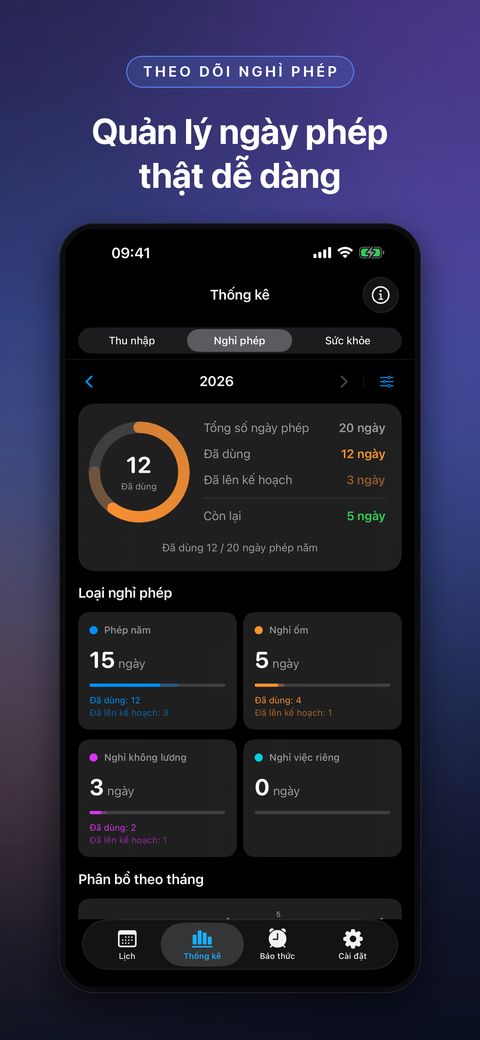 THEO DÕI NGHỈ PHÉP
Quản lý ngày phép
thật dễ dàng
09:41
Thống kê
Thu nhập
Nghỉ phép
Sức khỏe
2026
12
Đã dùng
Tổng số ngày phép 20 ngày
Đã dùng 12 ngày
Đã lên kế hoạch 3 ngày
Còn lại 5 ngày
Đã dùng 12 / 20 ngày phép năm
Loại nghỉ phép
Phép năm
15 ngày
Đã dùng: 12
Đã lên kế hoạch: 3
Nghỉ ốm
5 ngày
Đã dùng: 4
Đã lên kế hoạch: 1
Nghỉ không lương
3 ngày
Đã dùng: 2
Đã lên kế hoạch: 1
Nghỉ việc riêng
0 ngày
Phân bổ theo tháng
5
Lịch
Thống kê
Báo thức
Cài đặt